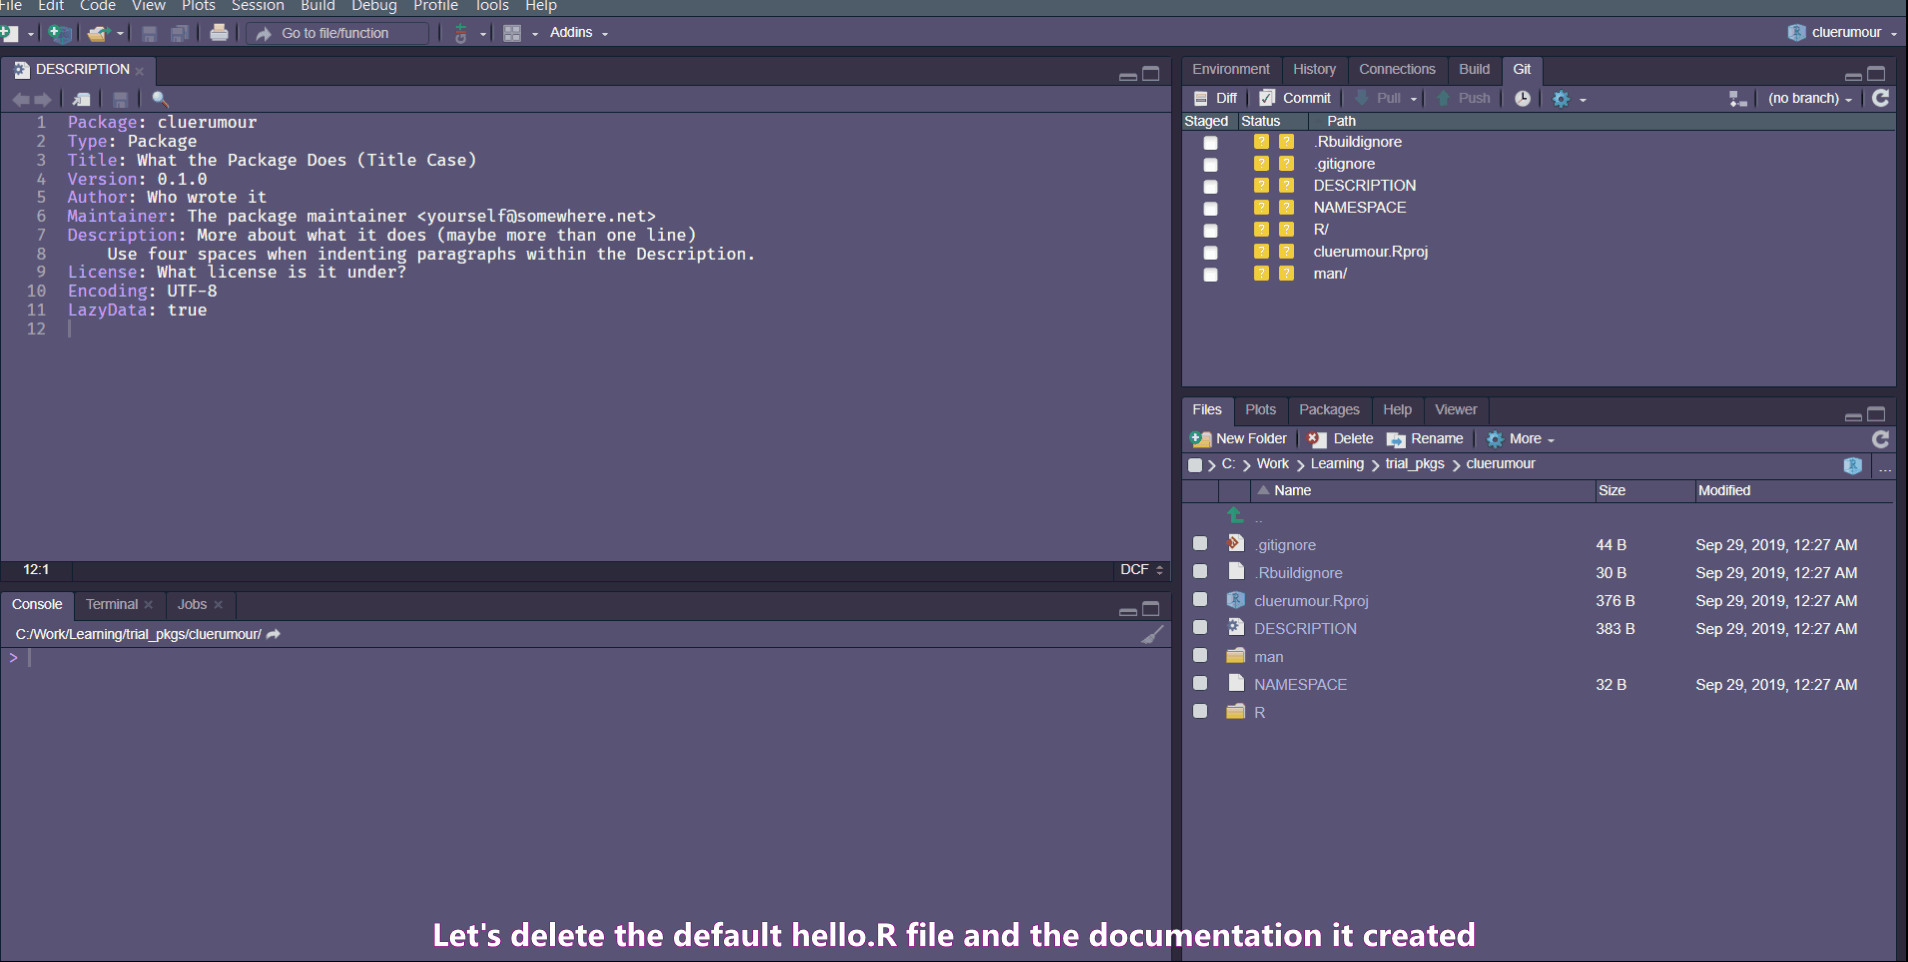 File Edit Code View Plots Session Build Debug Profile Tools Help
Go to file/function Git Addins cluerumour
DESCRIPTION
1 Package: cluerumour
2 Type: Package
3 Title: What the Package Does (Title Case)
4 Version: 0.1.0
5 Author: Who wrote it
6 Maintainer: The package maintainer <yourself@somewhere.net>
7 Description: More about what it does (maybe more than one line)
8 Use four spaces when indenting paragraphs within the Description.
9 License: What license is it under?
10 Encoding: UTF-8
11 LazyData: true
12
12:1 DCF
Console Terminal Jobs
C:/Work/Learning/trial_pkgs/cluerumour/
>
Environment History Connections Build Git
Diff Commit Pull Push (no branch)
Staged Status Path
? ? .Rbuildignore
? ? .gitignore
? ? DESCRIPTION
? ? NAMESPACE
? ? R/
? ? cluerumour.Rproj
? ? man/
Files Plots Packages Help Viewer
New Folder Delete Rename More
C: Work Learning trial_pkgs cluerumour ...
Name Size Modified
..
.gitignore 44 B Sep 29, 2019, 12:27 AM
.Rbuildignore 30 B Sep 29, 2019, 12:27 AM
cluerumour.Rproj 376 B Sep 29, 2019, 12:27 AM
DESCRIPTION 383 B Sep 29, 2019, 12:27 AM
man
NAMESPACE 32 B Sep 29, 2019, 12:27 AM
R
Let's delete the default hello.R file and the documentation it created